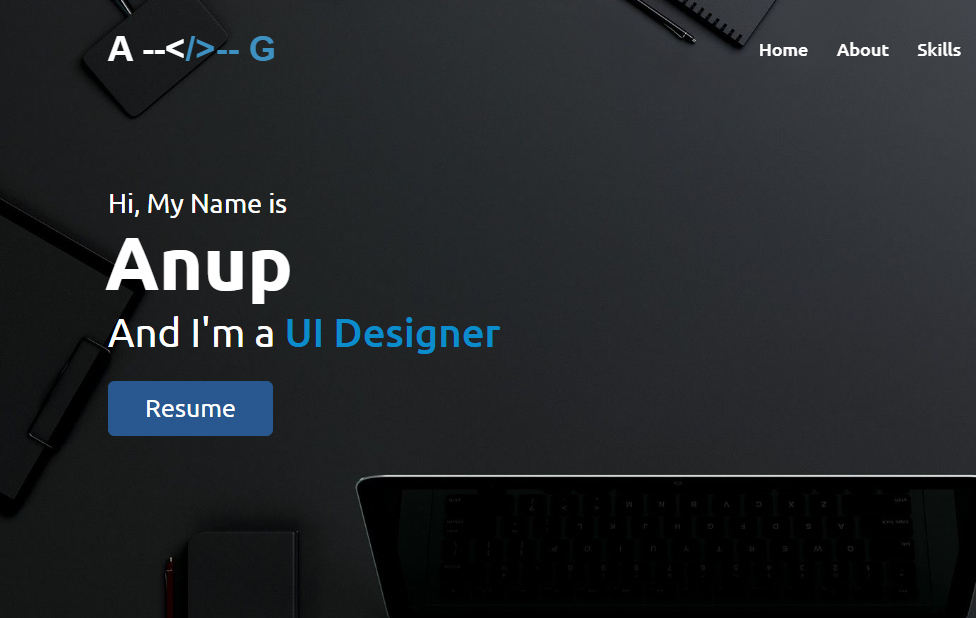 A --</>-- G
Home About Skills
Hi, My Name is
Anup
And I'm a UI Designer
Resume